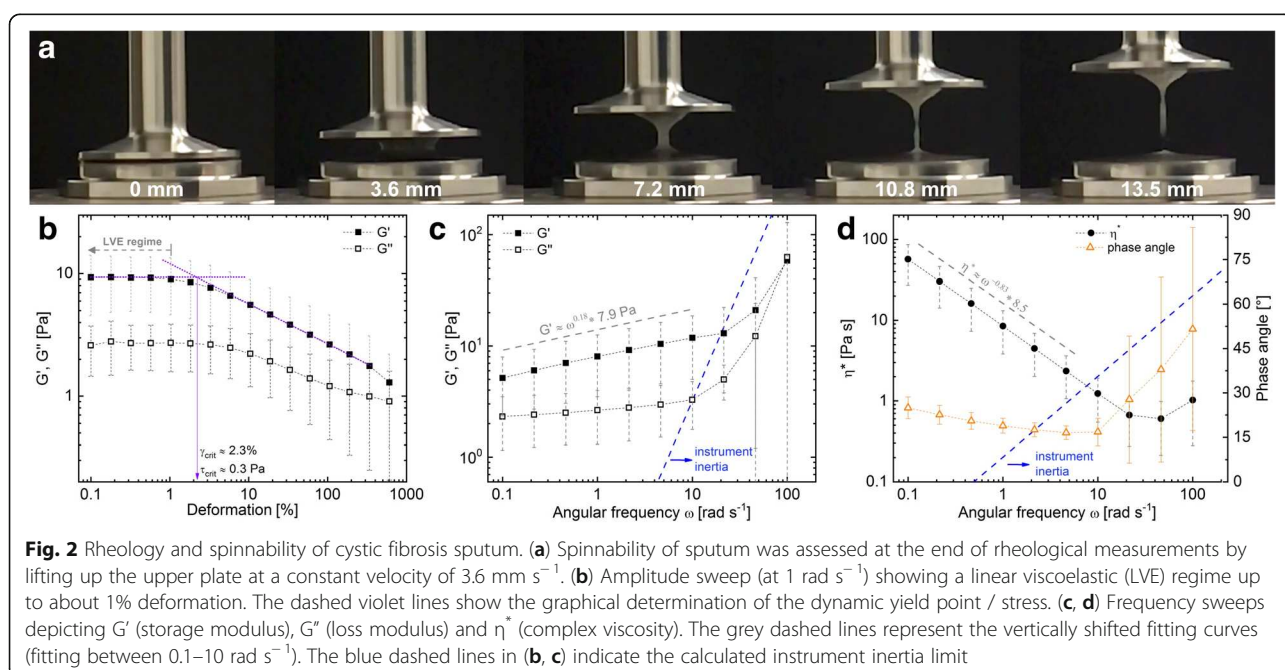 a
0 mm
3.6 mm
7.2 mm
10.8 mm
13.5 mm
b
LVE regime
G'
G''
10
1
G', G'' [Pa]
γcrit ≈ 2.3%
τcrit ≈ 0.3 Pa
0.1 1 10 100 1000
Deformation [%]
c
G'
G''
10²
10¹
10⁰
G', G'' [Pa]
G' ≈ ω^0.18 * 7.9 Pa
instrument
inertia
0.1 1 10 100
Angular frequency ω [rad s⁻¹]
d
η*
phase angle
100
10
1
0.1
η* [Pa s]
η* ≈ ω^-0.83 * 8.5
instrument
inertia
90
75
60
45
30
15
0
Phase angle [°]
0.1 1 10 100
Angular frequency ω [rad s⁻¹]
Fig. 2 Rheology and spinnability of cystic fibrosis sputum. (a) Spinnability of sputum was assessed at the end of rheological measurements by
lifting up the upper plate at a constant velocity of 3.6 mm s⁻¹. (b) Amplitude sweep (at 1 rad s⁻¹) showing a linear viscoelastic (LVE) regime up
to about 1% deformation. The dashed violet lines show the graphical determination of the dynamic yield point / stress. (c, d) Frequency sweeps
depicting G′ (storage modulus), G″ (loss modulus) and η* (complex viscosity). The grey dashed lines represent the vertically shifted fitting curves
(fitting between 0.1–10 rad s⁻¹). The blue dashed lines in (b, c) indicate the calculated instrument inertia limit